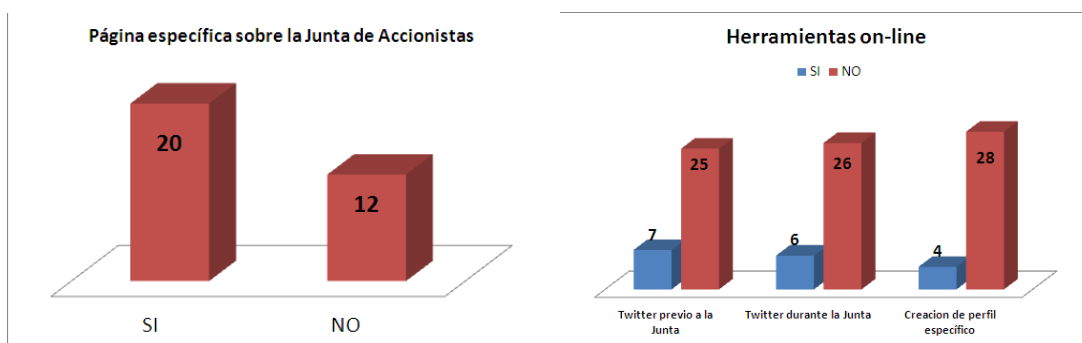 Página específica sobre la Junta de Accionistas
20
12
SI
NO
Herramientas on-line
SI NO
7
25
6
26
4
28
Twitter previo a la
Junta
Twitter durante la Junta
Creacion de perfil
específico